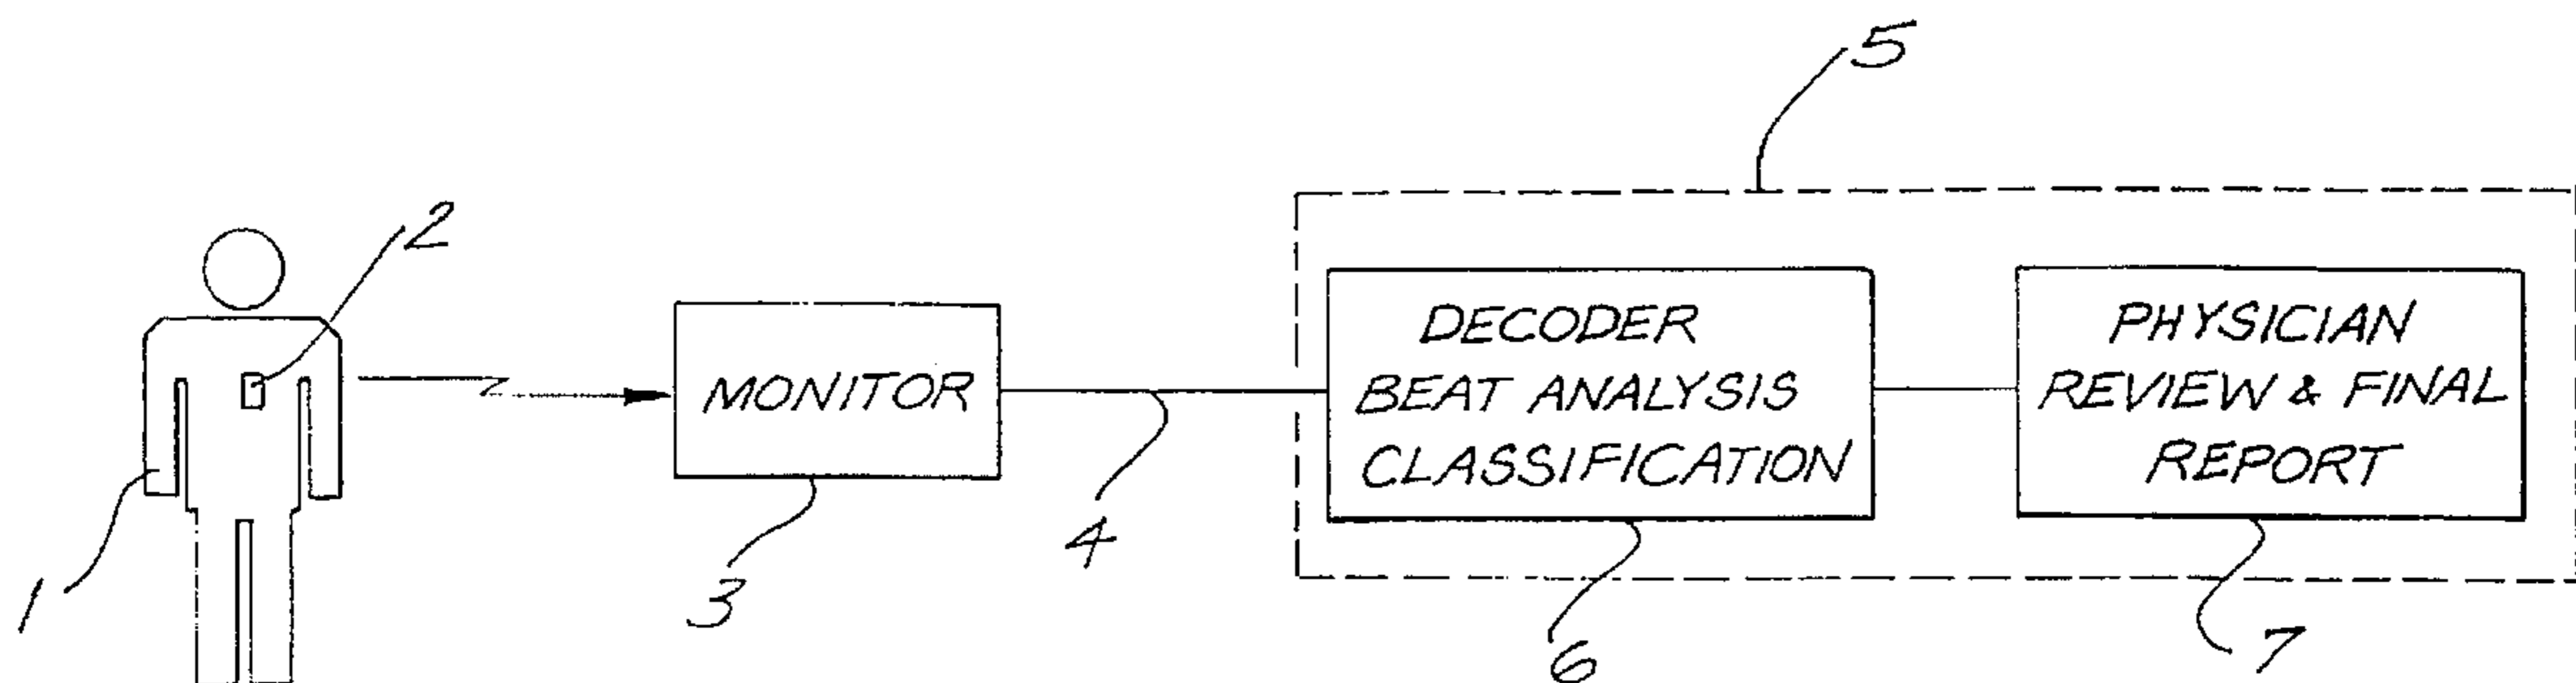 5
2
MONITOR
DECODER
BEAT ANALYSIS
CLASSIFICATION
PHYSICIAN
REVIEW & FINAL
REPORT
1
3
4
6
7